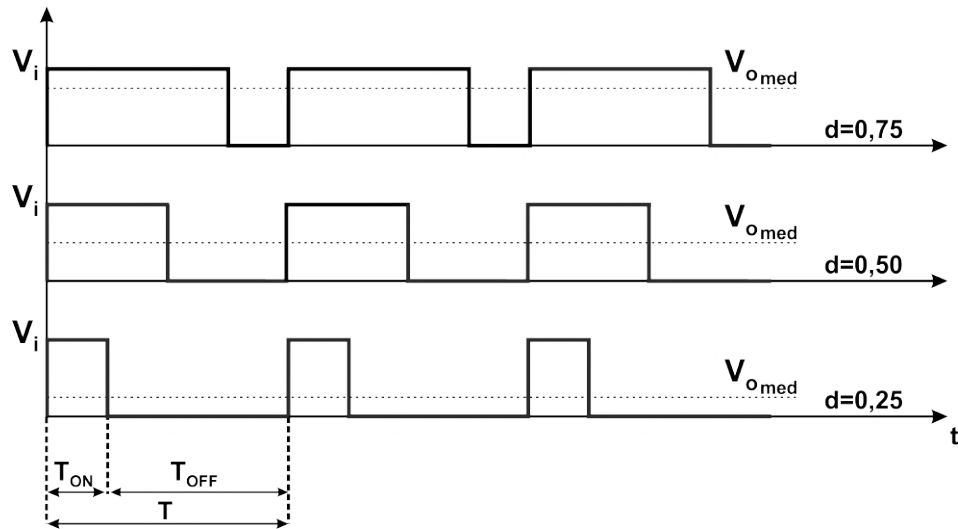 Vi
Vomed
d=0,75
Vi
Vomed
d=0,50
Vi
Vomed
d=0,25
t
TON
TOFF
T